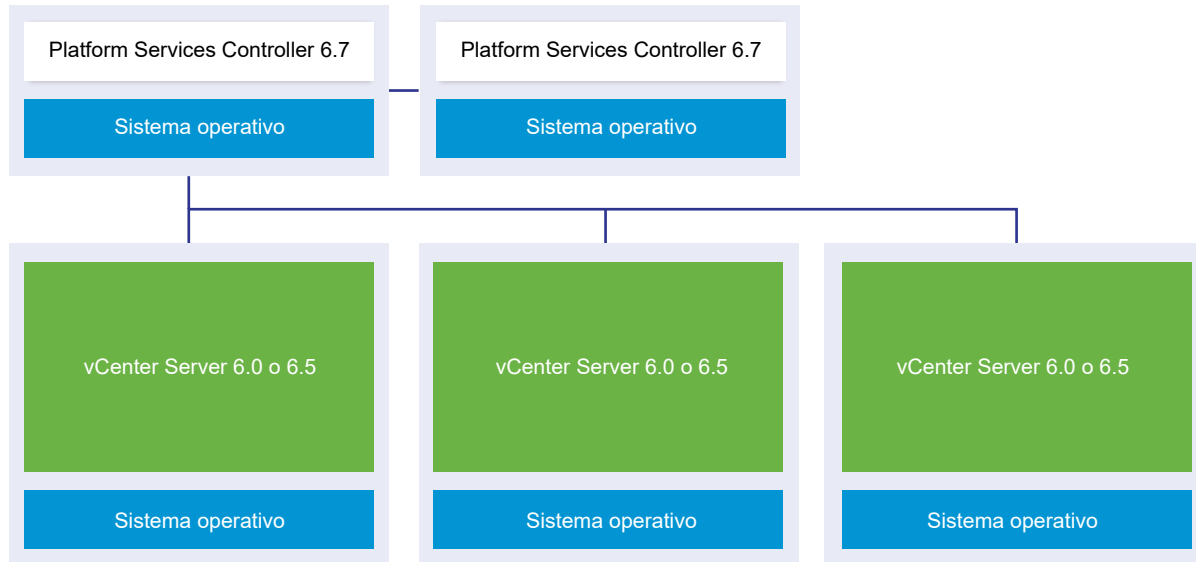 Platform Services Controller 6.7
Platform Services Controller 6.7
Sistema operativo
Sistema operativo
vCenter Server 6.0 o 6.5
vCenter Server 6.0 o 6.5
vCenter Server 6.0 o 6.5
Sistema operativo
Sistema operativo
Sistema operativo